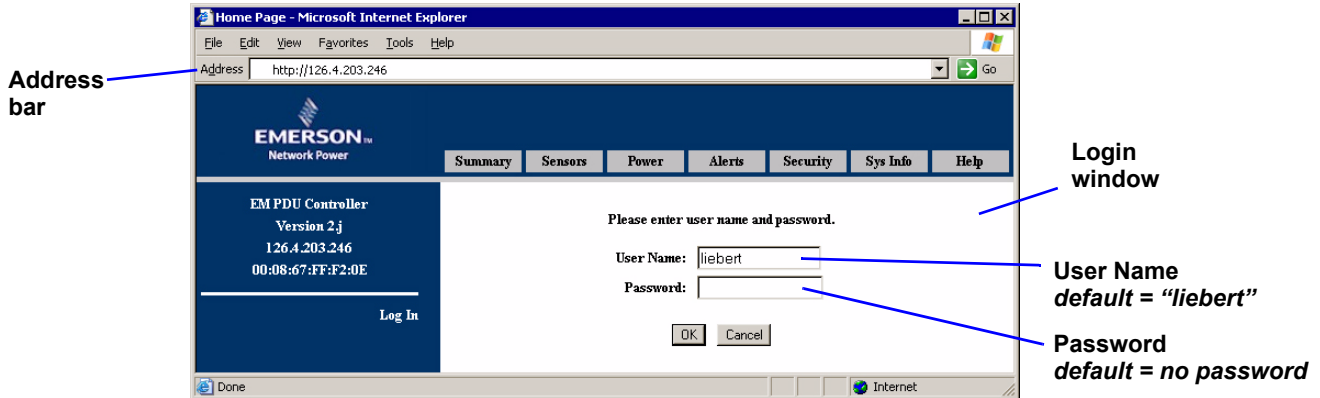 Home Page - Microsoft Internet Explorer
File Edit View Favorites Tools Help
Address http://126.4.203.246 Go
Address
bar
EMERSON TM
Network Power
Summary Sensors Power Alerts Security Sys Info Help
Login
window
EM PDU Controller
Version 2.j
126.4.203.246
00:08:67:FF:F2:0E
Log In
Please enter user name and password.
User Name: liebert
Password:
OK Cancel
User Name
default = “liebert”
Password
default = no password
Done Internet